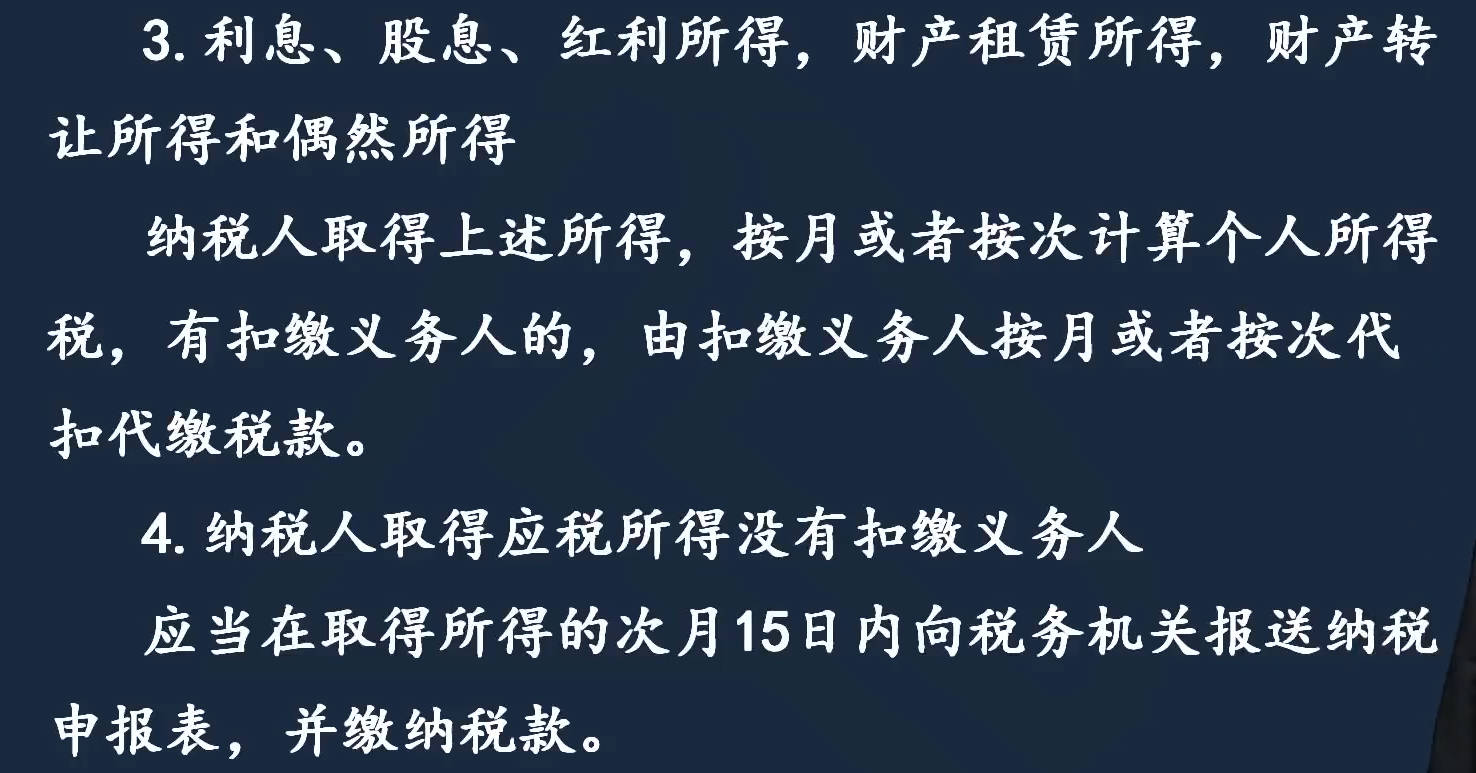 3. 利息、股息、红利所得，财产租赁所得，财产转
让所得和偶然所得
纳税人取得上述所得，按月或者按次计算个人所得
税，有扣缴义务人的，由扣缴义务人按月或者按次代
扣代缴税款。
4. 纳税人取得应税所得没有扣缴义务人
应当在取得所得的次月15日内向税务机关报送纳税
申报表，并缴纳税款。